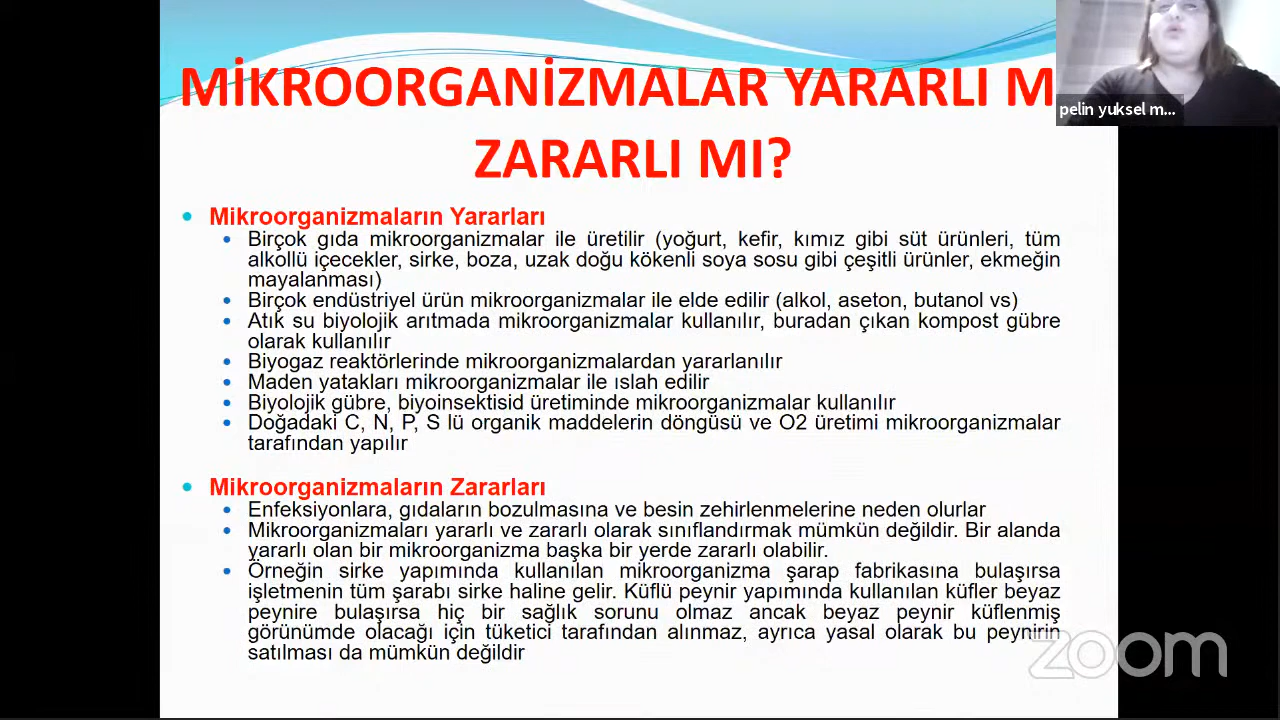 MİKROORGANİZMALAR YARARLI M
ZARARLI MI?
pelin yuksel m...
• Mikroorganizmaların Yararları
• Birçok gıda mikroorganizmalar ile üretilir (yoğurt, kefir, kımız gibi süt ürünleri, tüm
alkollü içecekler, sirke, boza, uzak doğu kökenli soya sosu gibi çeşitli ürünler, ekmeğin
mayalanması)
• Birçok endüstriyel ürün mikroorganizmalar ile elde edilir (alkol, aseton, butanol vs)
• Atık su biyolojik arıtmada mikroorganizmalar kullanılır, buradan çıkan kompost gübre
olarak kullanılır
• Biyogaz reaktörlerinde mikroorganizmalardan yararlanılır
• Maden yatakları mikroorganizmalar ile ıslah edilir
• Biyolojik gübre, biyoinsektisid üretiminde mikroorganizmalar kullanılır
• Doğadaki C, N, P, S lü organik maddelerin döngüsü ve O2 üretimi mikroorganizmalar
tarafından yapılır
• Mikroorganizmaların Zararları
• Enfeksiyonlara, gıdaların bozulmasına ve besin zehirlenmelerine neden olurlar
• Mikroorganizmaları yararlı ve zararlı olarak sınıflandırmak mümkün değildir. Bir alanda
yararlı olan bir mikroorganizma başka bir yerde zararlı olabilir.
• Örneğin sirke yapımında kullanılan mikroorganizma şarap fabrikasına bulaşırsa
işletmenin tüm şarabı sirke haline gelir. Küflü peynir yapımında kullanılan küfler beyaz
peynire bulaşırsa hiç bir sağlık sorunu olmaz ancak beyaz peynir küflenmiş
görünümde olacağı için tüketici tarafından alınmaz, ayrıca yasal olarak bu peynirin
satılması da mümkün değildir
zoom